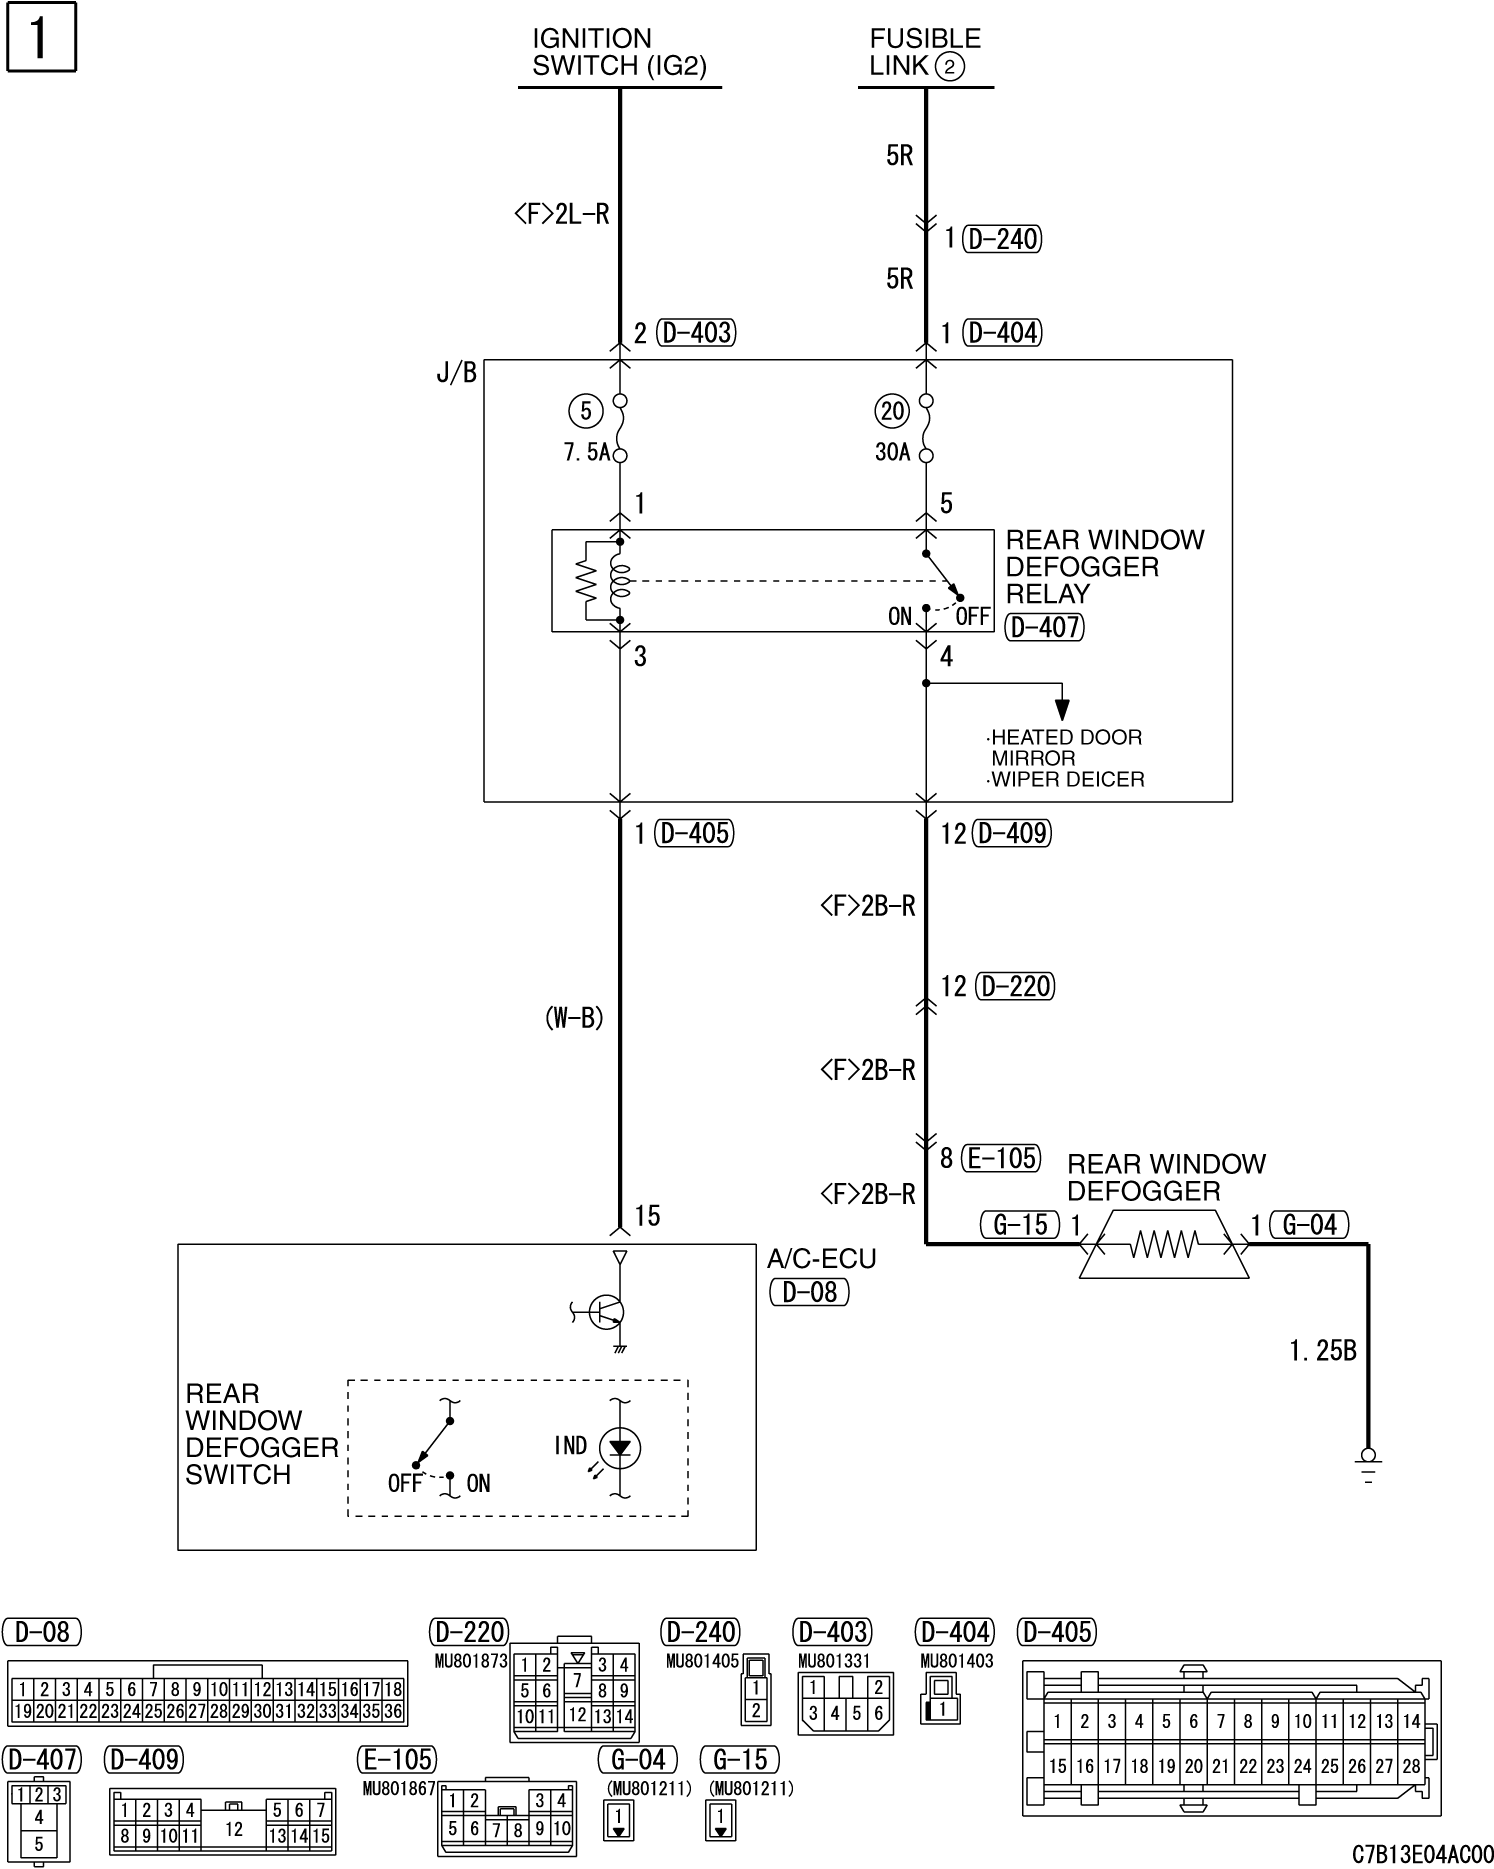 1
IGNITION
SWITCH (IG2)
FUSIBLE
LINK ②
5R
<F>2L-R
1 D-240
5R
2 D-403
1 D-404
J/B
5
20
7.5A
30A
1
5
REAR WINDOW
DEFOGGER
RELAY
ON OFF
D-407
3
4
·HEATED DOOR
MIRROR
·WIPER DEICER
1 D-405
12 D-409
<F>2B-R
12 D-220
(W-B)
<F>2B-R
8 E-105
REAR WINDOW
DEFOGGER
<F>2B-R
15
G-15 1
1 G-04
A/C-ECU
D-08
1.25B
REAR
WINDOW
DEFOGGER
SWITCH
IND
OFF ON
D-08
1 2 3 4 5 6 7 8 9 10 11 12 13 14 15 16 17 18
19 20 21 22 23 24 25 26 27 28 29 30 31 32 33 34 35 36
D-220
MU801873
1 2 3 4
7
5 6 8 9
10 11 12 13 14
D-240
MU801405
1
2
D-403
MU801331
1 2
3 4 5 6
D-404
MU801403
1
D-405
1 2 3 4 5 6 7 8 9 10 11 12 13 14
15 16 17 18 19 20 21 22 23 24 25 26 27 28
D-407
1 2 3
4
5
D-409
1 2 3 4 5 6 7
12
8 9 10 11 13 14 15
E-105
MU801867
1 2 3 4
5 6 7 8 9 10
G-04
(MU801211)
1
G-15
(MU801211)
1
C7B13E04AC00